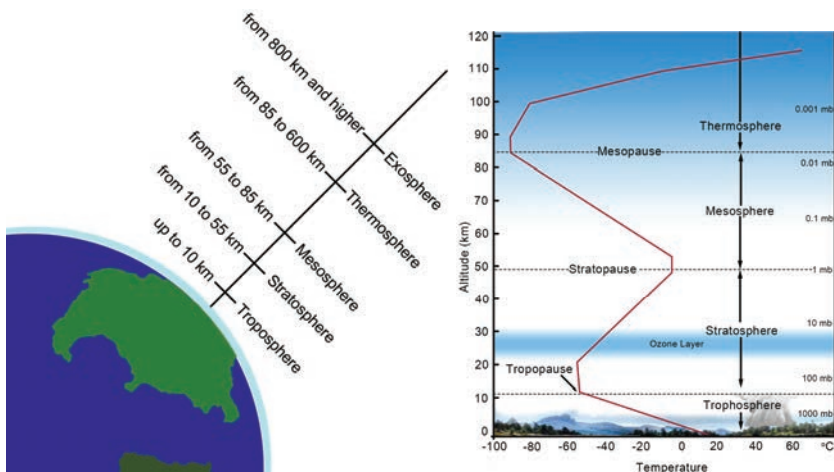 from 800 km and higher
Exosphere
from 85 to 600 km
Thermosphere
from 55 to 85 km
Mesosphere
from 10 to 55 km
Stratosphere
up to 10 km
Troposphere
120
110
100
90
80
70
60
50
40
30
20
10
0
Altitude (km)
0.001 mb
Thermosphere
Mesopause
0.01 mb
Mesosphere
0.1 mb
Stratopause
1 mb
10 mb
Stratosphere
Ozone Layer
Tropopause
100 mb
Trophosphere
1000 mb
-100 -80 -60 -40 -20 0 20 40 60 °C
Temperature